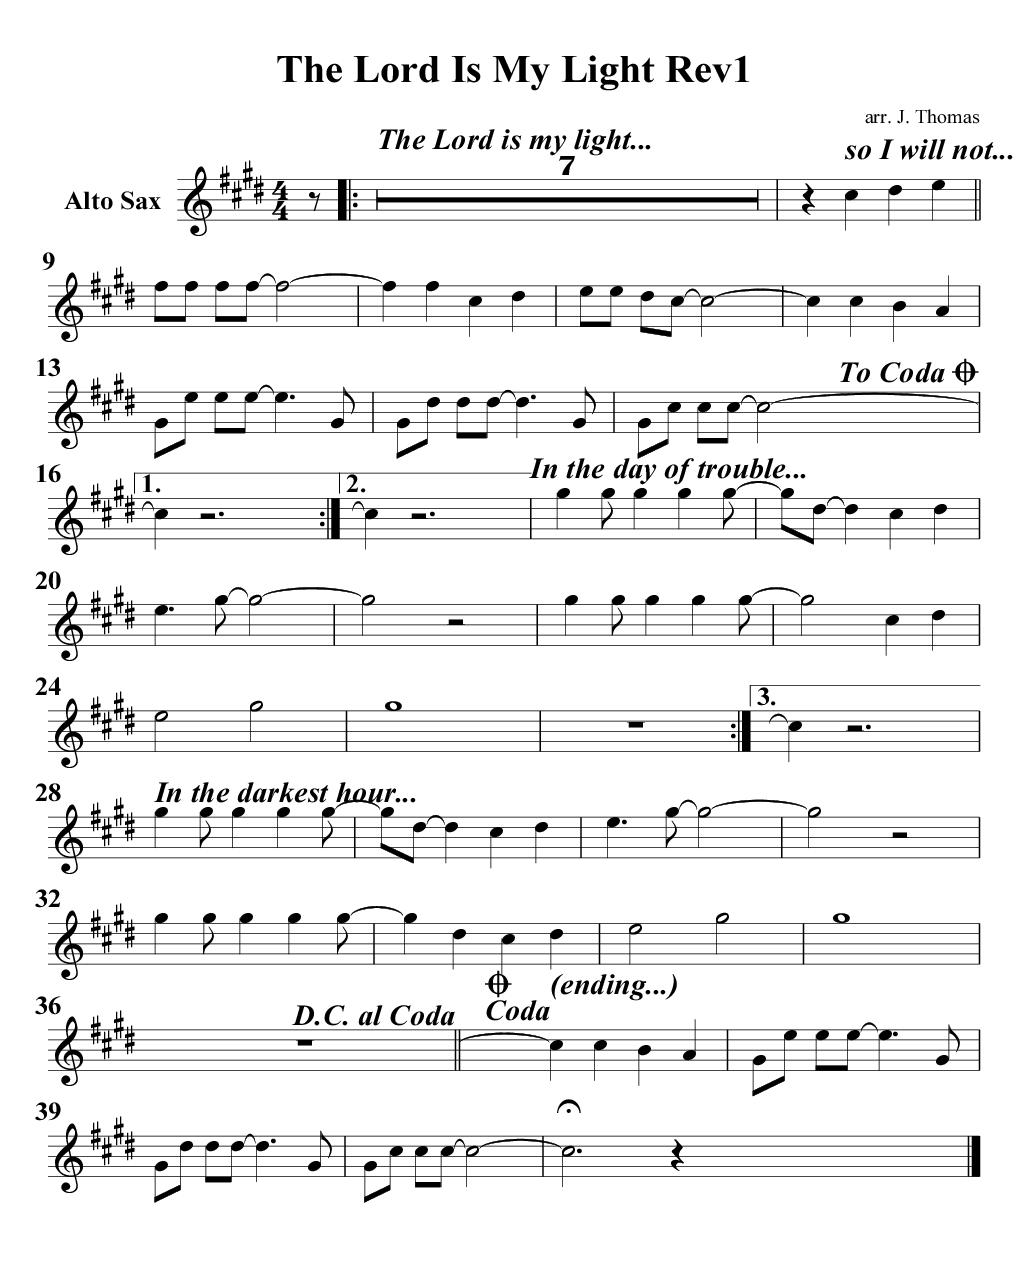 The Lord Is My Light Rev1
arr. J. Thomas
The Lord is my light...
so I will not...
7
Alto Sax
4
4
9
13
To Coda
16
1.
2.
In the day of trouble...
20
24
3.
28
In the darkest hour...
32
36
D.C. al Coda
Coda
(ending...)
39